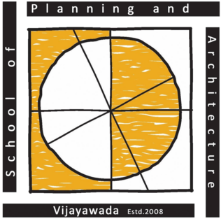 School of
Planning and
Architecture
Vijayawada Estd.2008